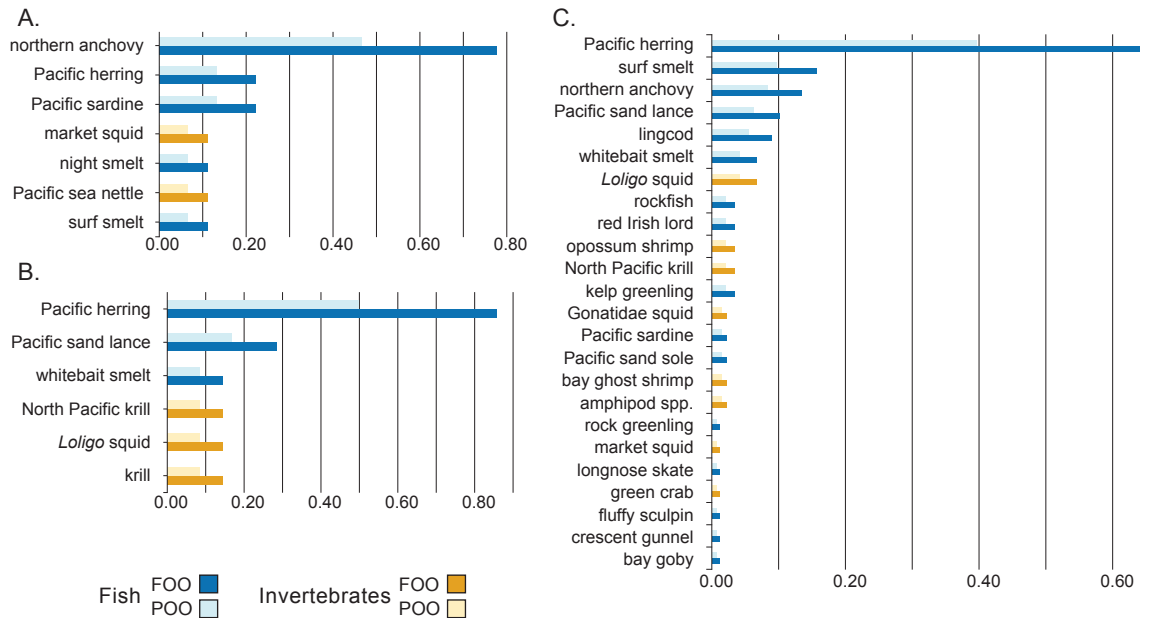 A.
northern anchovy
Pacific herring
Pacific sardine
market squid
night smelt
Pacific sea nettle
surf smelt
0.00 0.20 0.40 0.60 0.80
B.
Pacific herring
Pacific sand lance
whitebait smelt
North Pacific krill
Loligo squid
krill
0.00 0.20 0.40 0.60 0.80
Fish FOO POO
Invertebrates FOO POO
C.
Pacific herring
surf smelt
northern anchovy
Pacific sand lance
lingcod
whitebait smelt
Loligo squid
rockfish
red Irish lord
opossum shrimp
North Pacific krill
kelp greenling
Gonatidae squid
Pacific sardine
Pacific sand sole
bay ghost shrimp
amphipod spp.
rock greenling
market squid
longnose skate
green crab
fluffy sculpin
crescent gunnel
bay goby
0.00 0.20 0.40 0.60